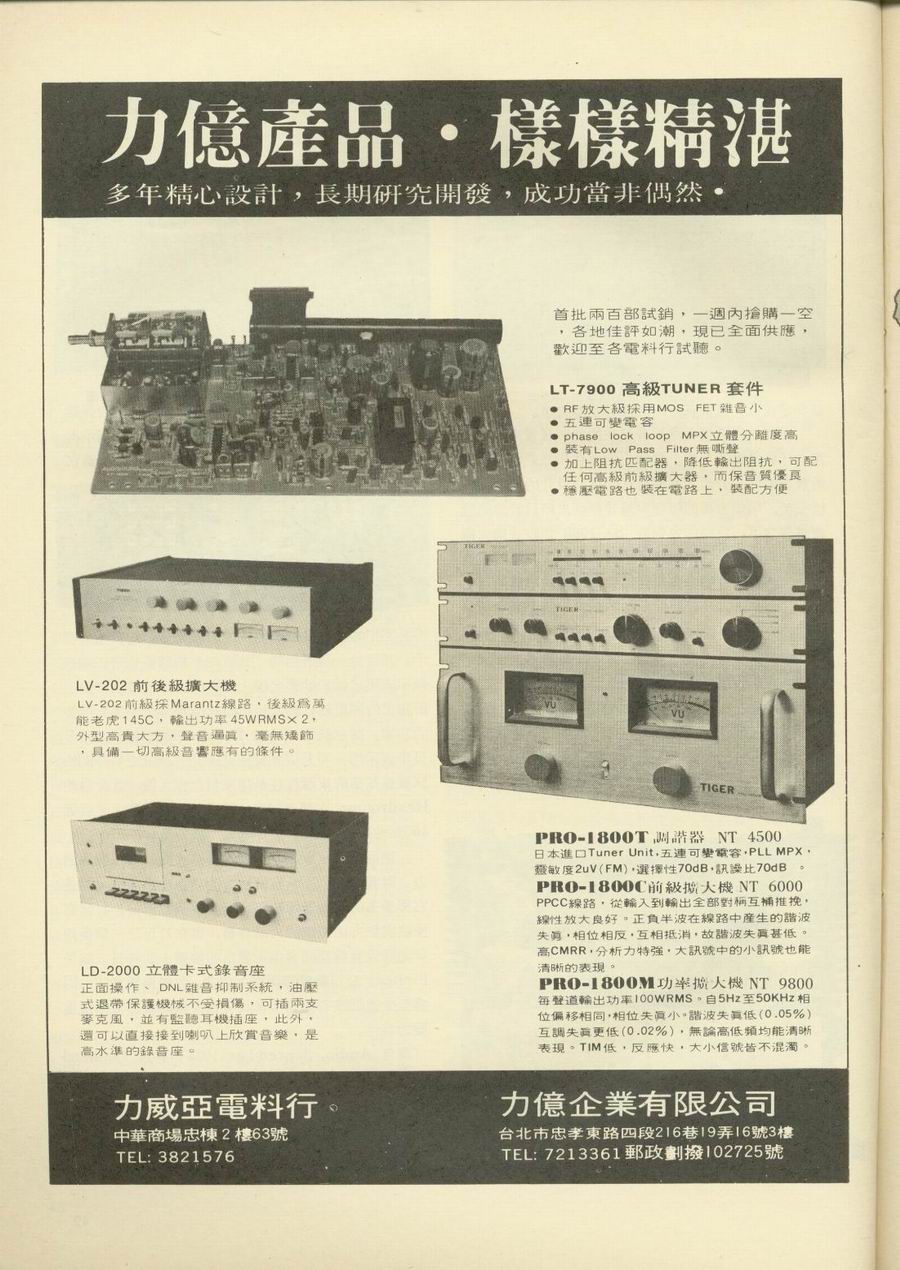 力億產品・樣樣精湛
多年精心設計，長期研究開發，成功當非偶然・
首批兩百部試銷，一週內搶購一空
，各地佳評如潮，現已全面供應，
歡迎至各電料行試聽。
LT-7900 高級TUNER 套件
● RF放大級採用MOS FET雜音小
● 五連可變電容
● phase lock loop MPX立體分離度高
● 裝有Low Pass Filter無嘶聲
● 加上阻抗匹配器，降低輸出阻抗，可配
任何高級前級擴大器，而保音質優良
● 穩壓電路也裝在電路上，裝配方便
TIGER
TIGER
VU
VU
TIGER
LV-202 前後級擴大機
LV-202前級採Marantz線路，後級爲萬
能老虎145C，輸出功率45WRMS×2，
外型高貴大方，聲音逼眞，毫無矯飾
，具備一切高級音響應有的條件。
LD-2000 立體卡式錄音座
正面操作、DNL雜音抑制系統，油壓
式退帶保護機械不受損傷，可插兩支
麥克風，並有監聽耳機插座，此外，
還可以直接接到喇叭上欣賞音樂，是
高水準的錄音座。
PRO-1800T 調諧器 NT 4500
日本進口Tuner Unit，五連可變電容，PLL MPX，
靈敏度2uV(FM)，選擇性70dB，訊譟比70dB 。
PRO-1800C前級擴大機 NT 6000
PPCC線路，從輸入到輸出全部對稱互補推挽，
線性放大良好。正負半波在線路中産生的諧波
失眞，相位相反，互相抵消，故諧波失眞甚低。
高CMRR，分析力特強，大訊號中的小訊號也能
清晰的表現。
PRO-1800M功率擴大機 NT 9800
每聲道輸出功率100WRMS。自5Hz至50KHz相
位偏移相同，相位失眞小。諧波失眞低(0.05%)
互調失眞更低(0.02%)，無論高低頻均能清晰
表現。TIM低，反應快，大小信號皆不混濁。
力威亞電料行。
中華商場忠棟2樓63號
TEL: 3821576
力億企業有限公司
台北市忠孝東路四段216巷19弄16號3樓
TEL: 7213361郵政劃撥102725號